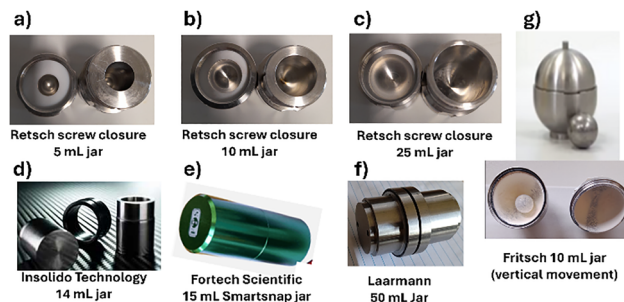 a)
b)
c)
g)
Retsch screw closure
5 mL jar
Retsch screw closure
10 mL jar
Retsch screw closure
25 mL jar
d)
e)
f)
Insolido Technology
14 mL jar
Fortech Scientific
15 mL Smartsnap jar
Laarmann
50 mL Jar
Fritsch 10 mL jar
(vertical movement)